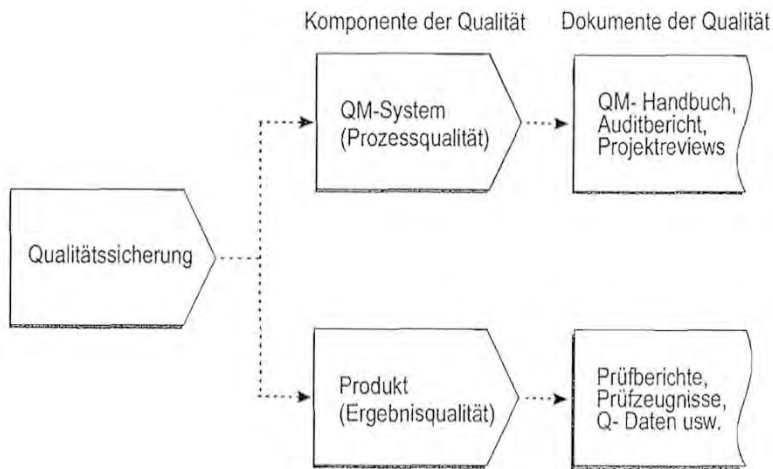 Komponente der Qualität
Dokumente der Qualität
QM-System
(Prozessqualität)
QM- Handbuch,
Auditbericht,
Projektreviews
Qualitätssicherung
Produkt
(Ergebnisqualität)
Prüfberichte,
Prüfzeugnisse,
Q- Daten usw.